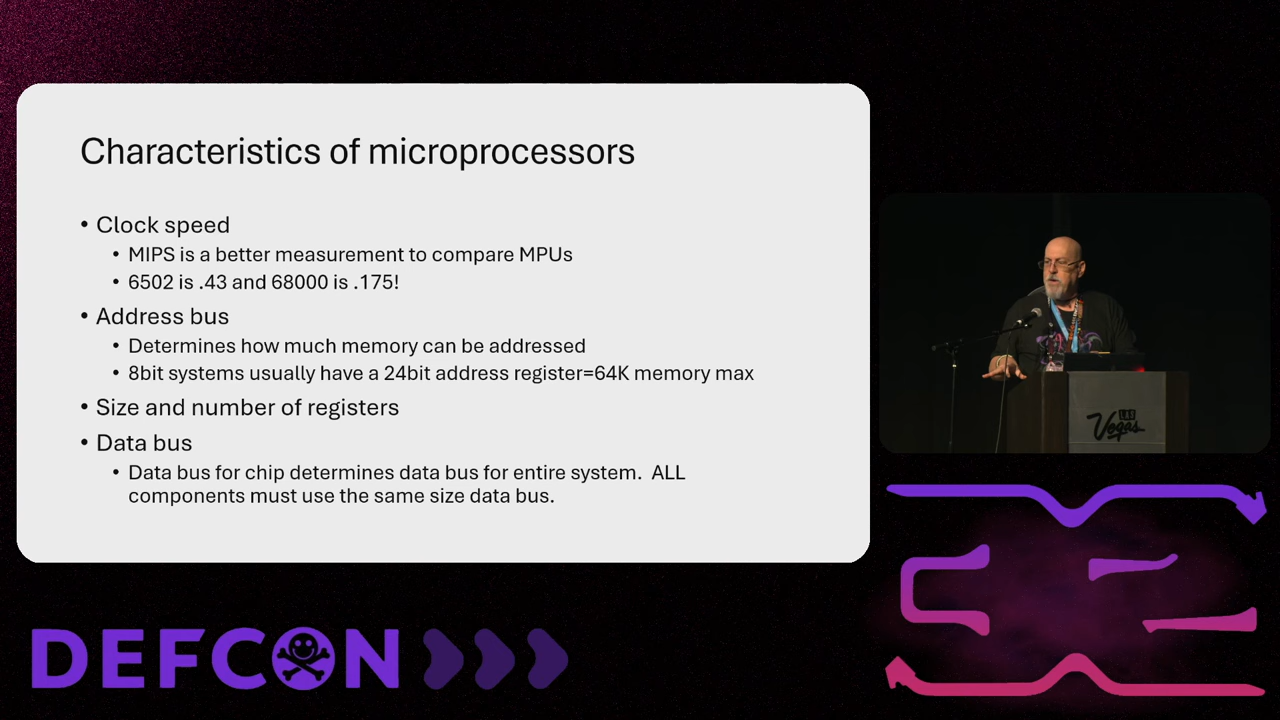 Characteristics of microprocessors
• Clock speed
• MIPS is a better measurement to compare MPUs
• 6502 is .43 and 68000 is .175!
• Address bus
• Determines how much memory can be addressed
• 8bit systems usually have a 24bit address register=64K memory max
• Size and number of registers
• Data bus
• Data bus for chip determines data bus for entire system.  ALL
components must use the same size data bus.
Vegas
DEFCON